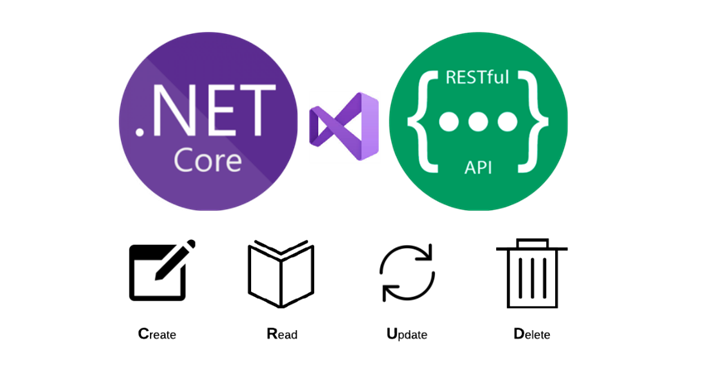 .NET
Core
RESTful
API
Create
Read
Update
Delete